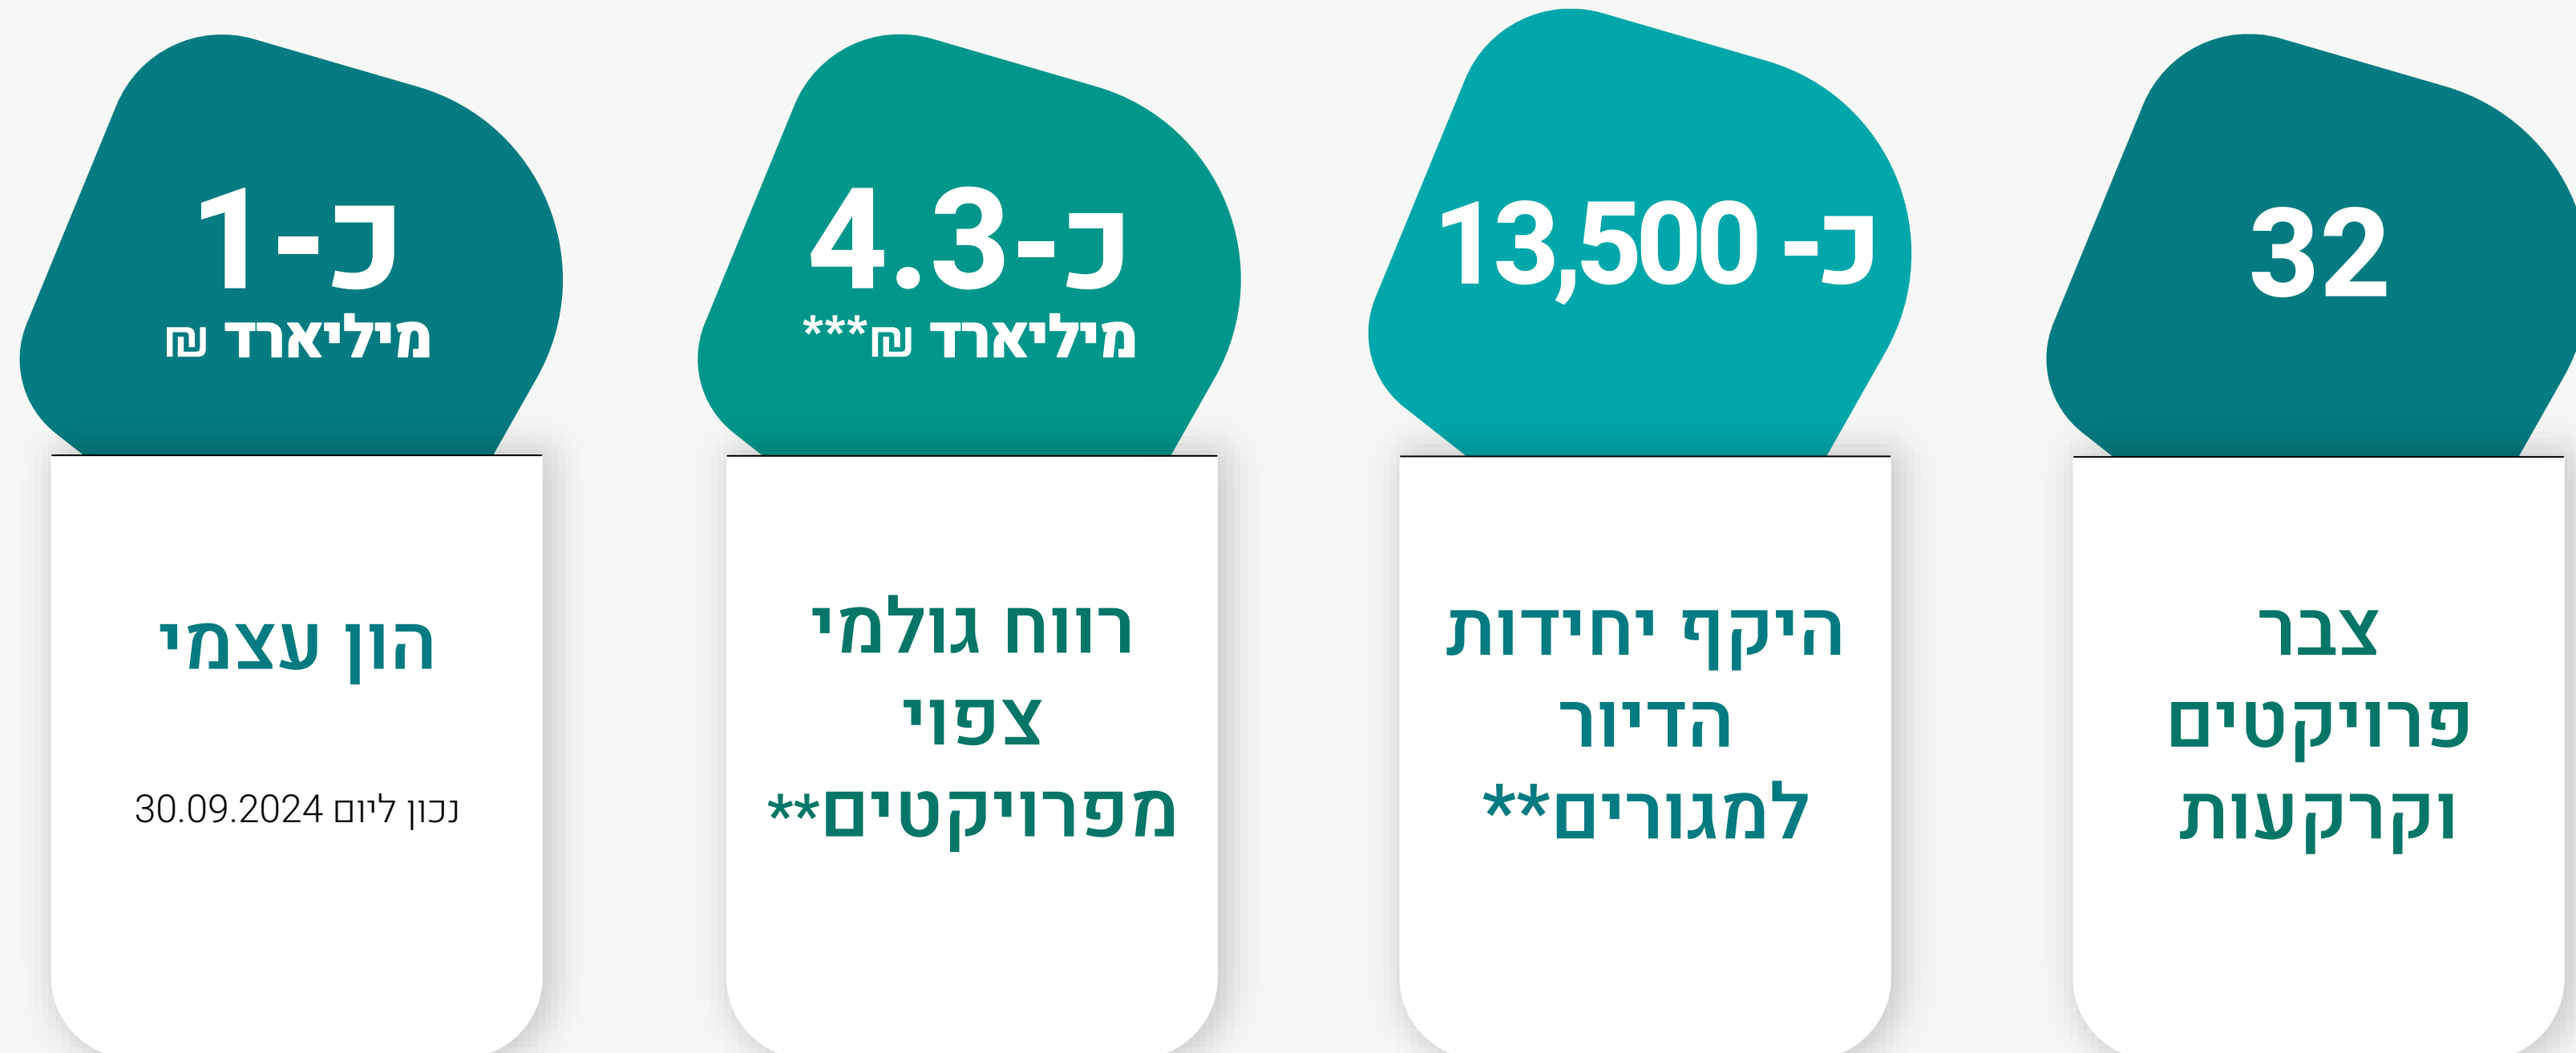 32
צבר
פרויקטים
וקרקעות
כ- 13,500
היקף יחידות
הדיור
למגורים**
כ-4.3
מיליארד ₪***
רווח גולמי
צפוי
מפרויקטים**
כ-1
מיליארד ₪
הון עצמי
נכון ליום 30.09.2024